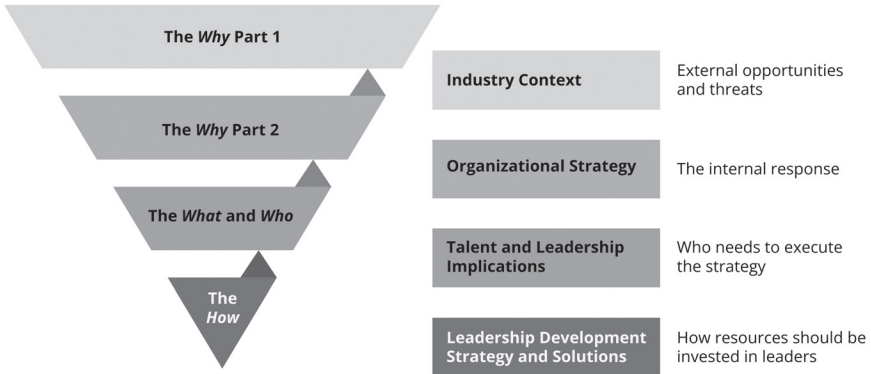 The Why Part 1
Industry Context
External opportunities
and threats
The Why Part 2
Organizational Strategy
The internal response
The What and Who
Talent and Leadership
Implications
Who needs to execute
the strategy
The
How
Leadership Development
Strategy and Solutions
How resources should be
invested in leaders